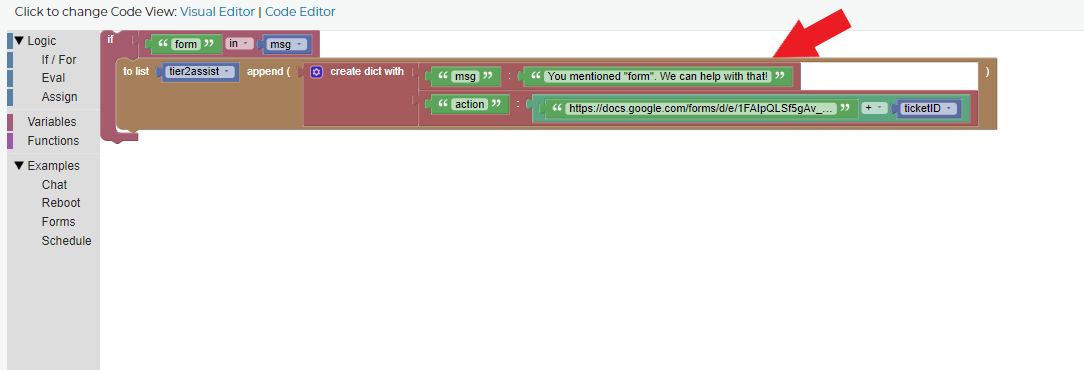 Click to change Code View: Visual Editor | Code Editor
▼ Logic
If / For
Eval
Assign
Variables
Functions
▼ Examples
Chat
Reboot
Forms
Schedule
if “ form ” in msg
to list tier2assist append ( create dict with “ msg ” : “ You mentioned "form". We can help with that! ” )
“ action ” : “ https://docs.google.com/forms/d/e/1FAIpQLSf5gAv_... ” + ticketID